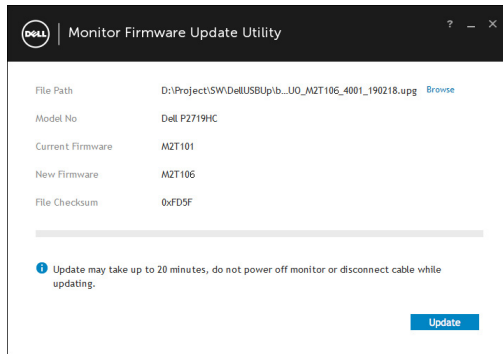 DELL
Monitor Firmware Update Utility
? _ ×
File Path D:\Project\SW\DellUSBUp\b...UO_M2T106_4001_190218.upg Browse
Model No Dell P2719HC
Current Firmware M2T101
New Firmware M2T106
File Checksum 0xFD5F
Update may take up to 20 minutes, do not power off monitor or disconnect cable while
updating.
Update